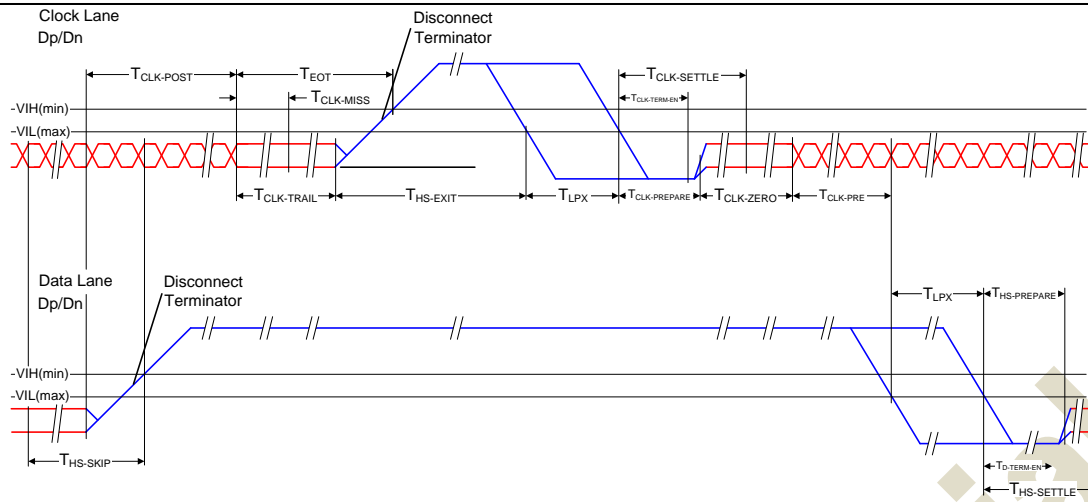 Clock Lane
Dp/Dn
Disconnect
Terminator
TCLK-POST
TEOT
TCLK-MISS
TCLK-SETTLE
TCLK-TERM-EN
VIH(min)
VIL(max)
TCLK-TRAIL
THS-EXIT
TLPX
TCLK-PREPARE
TCLK-ZERO
TCLK-PRE
Data Lane
Dp/Dn
Disconnect
Terminator
TLPX
THS-PREPARE
VIH(min)
VIL(max)
THS-SKIP
TD-TERM-EN
THS-SETTLE